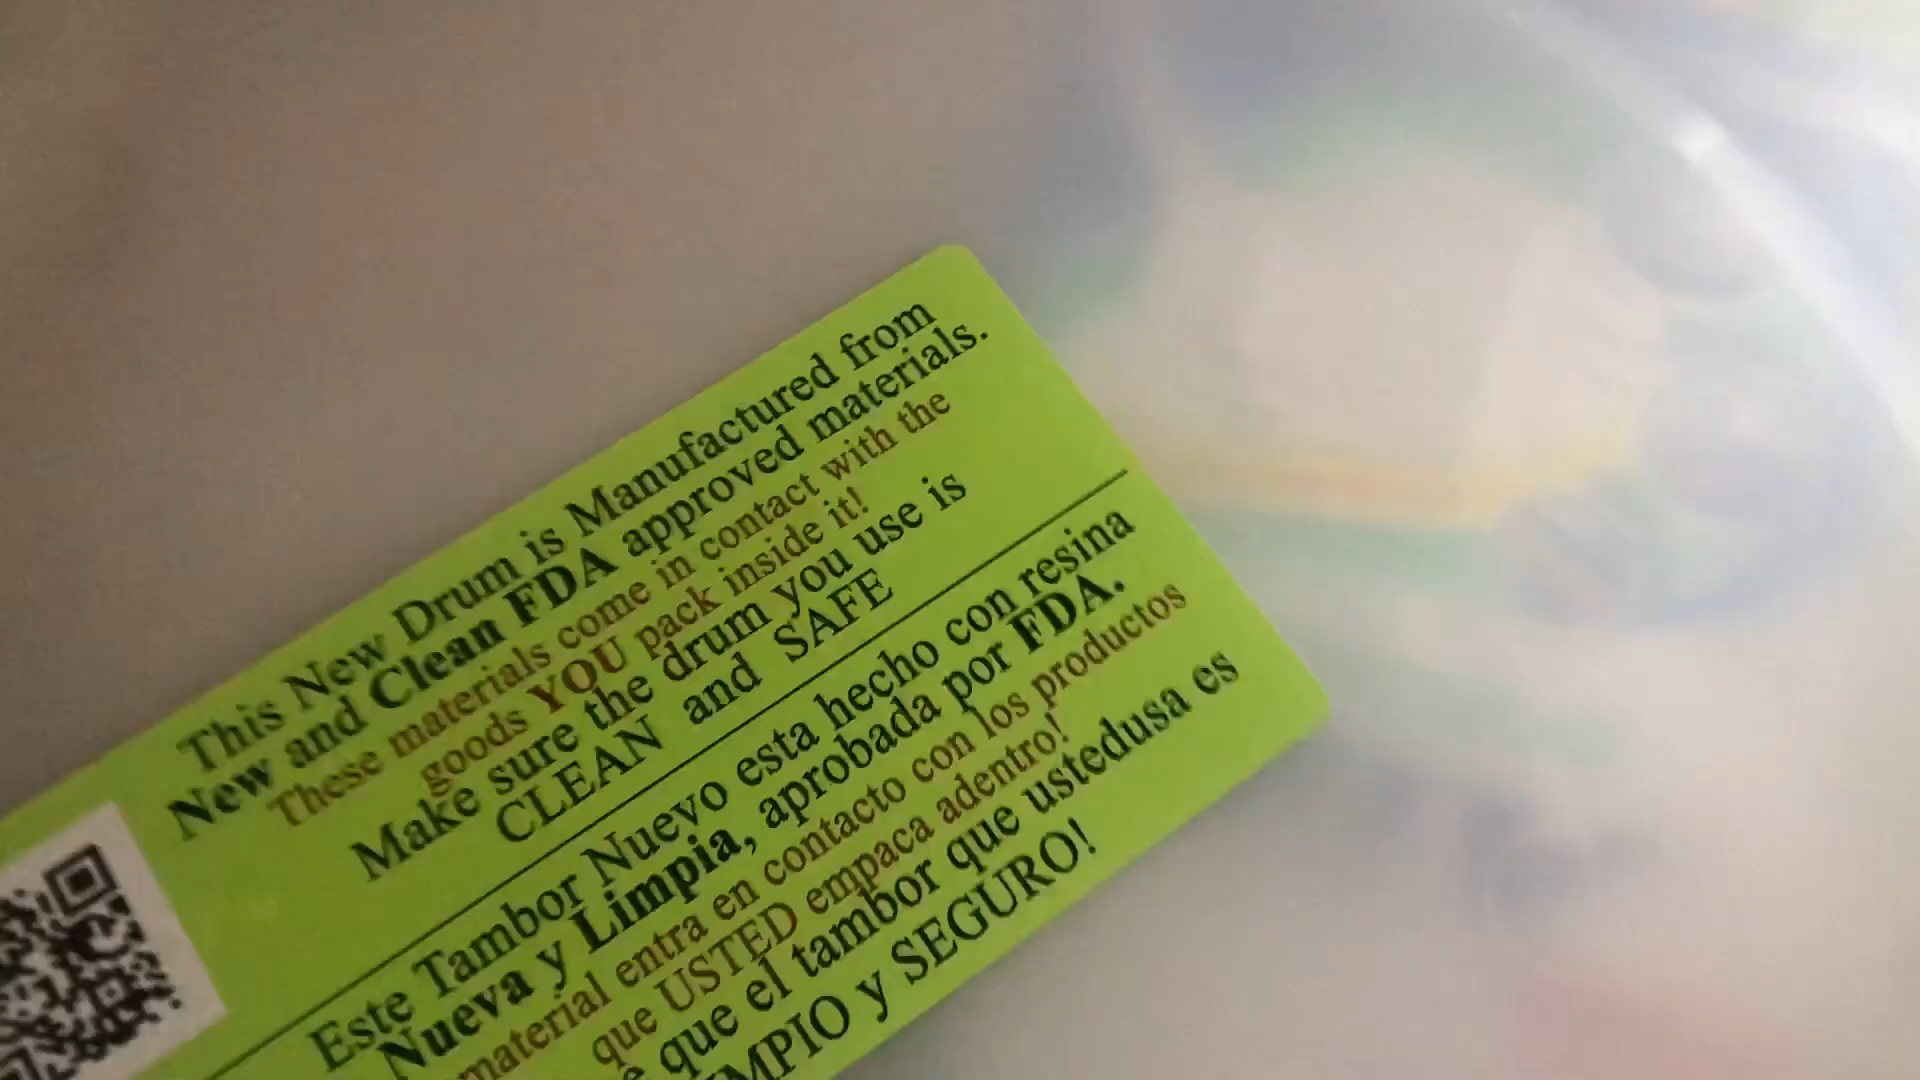 This New Drum is Manufactured from
New and Clean FDA approved materials.
These materials come in contact with the
goods YOU pack inside it!
Make sure the drum you use is
CLEAN and SAFE
Este Tambor Nuevo esta hecho con resina
Nueva y Limpia, aprobada por FDA.
material entra en contacto con los productos
que USTED empaca adentro!
que el tambor que ustedusa es
y SEGURO!